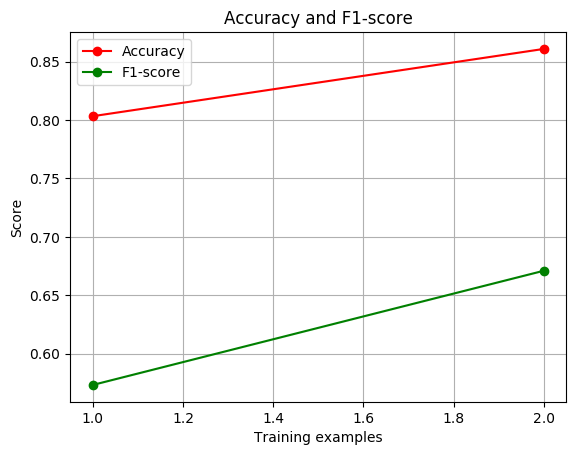 Accuracy and F1-score
Accuracy
F1-score
0.85
0.80
0.75
0.70
0.65
0.60
Score
1.0 1.2 1.4 1.6 1.8 2.0
Training examples